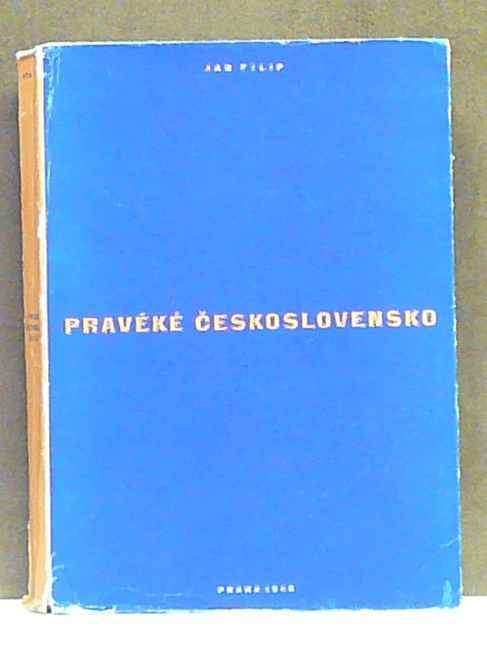 JAN FILIP
PRAVĚKÉ ČESKOSLOVENSKO
PRAHA 1948